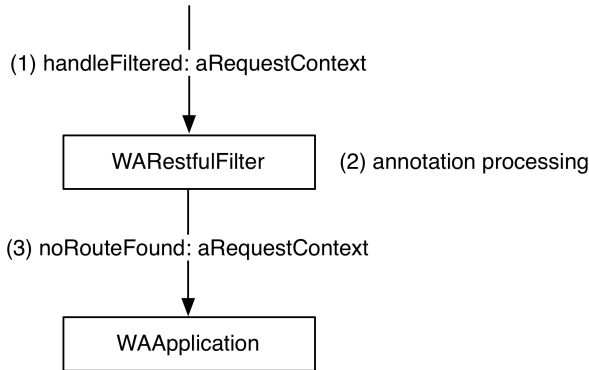 (1) handleFiltered: aRequestContext
WARestfulFilter
(2) annotation processing
(3) noRouteFound: aRequestContext
WAApplication